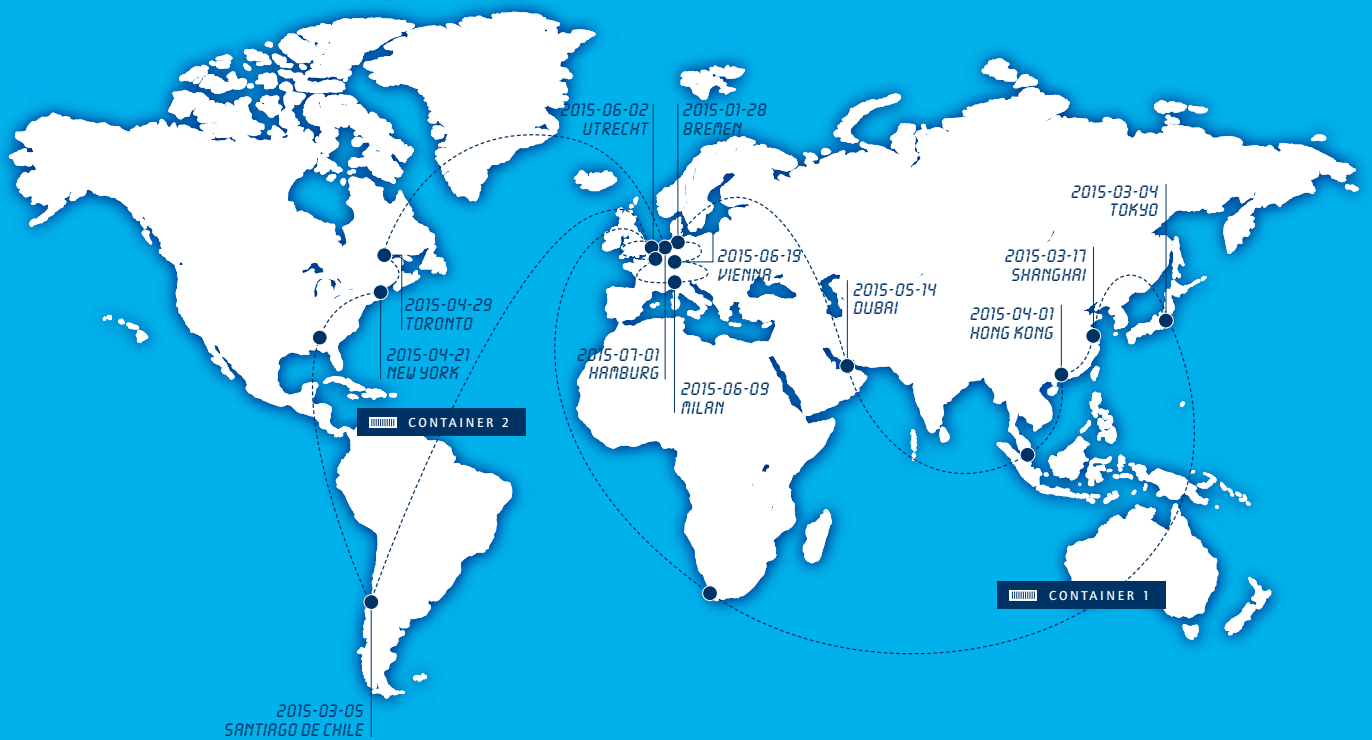 2015-06-02
UTRECHT
2015-01-28
BREMEN
2015-03-04
TOKYO
2015-06-19
VIENNA
2015-03-17
SHANGHAI
2015-05-14
DUBAI
2015-04-29
TORONTO
2015-04-01
HONG KONG
2015-04-21
NEW YORK
2015-07-01
HAMBURG
2015-06-09
MILAN
CONTAINER 2
CONTAINER 1
2015-03-05
SANTIAGO DE CHILE